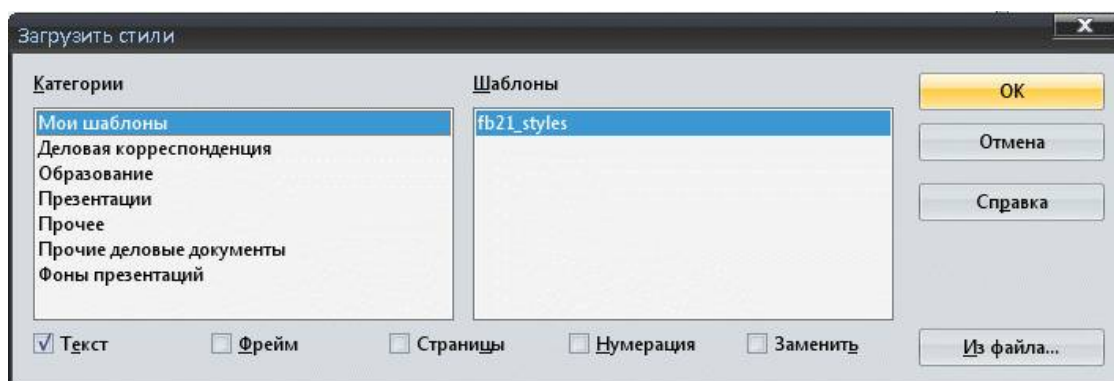 Загрузить стили
Категории
Шаблоны
Мои шаблоны
Деловая корреспонденция
Образование
Презентации
Прочее
Прочие деловые документы
Фоны презентаций
fb21_styles
OK
Отмена
Справка
Текст
Фрейм
Страницы
Нумерация
Заменить
Из файла...